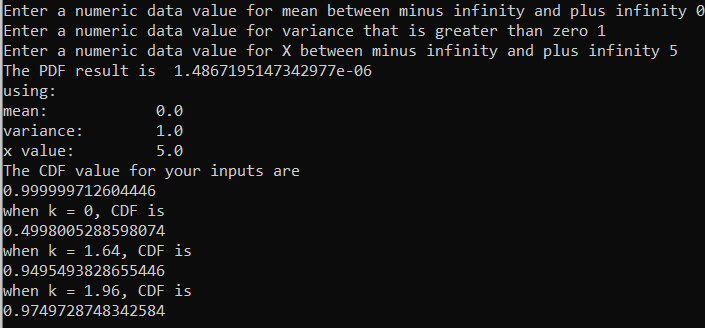 Enter a numeric data value for mean between minus infinity and plus infinity 0
Enter a numeric data value for variance that is greater than zero 1
Enter a numeric data value for X between minus infinity and plus infinity 5
The PDF result is  1.4867195147342977e-06
using:
mean:           0.0
variance:       1.0
x value:        5.0
The CDF value for your inputs are
0.999999712604446
when k = 0, CDF is
0.4998005288598074
when k = 1.64, CDF is
0.9495493828655446
when k = 1.96, CDF is
0.9749728748342584